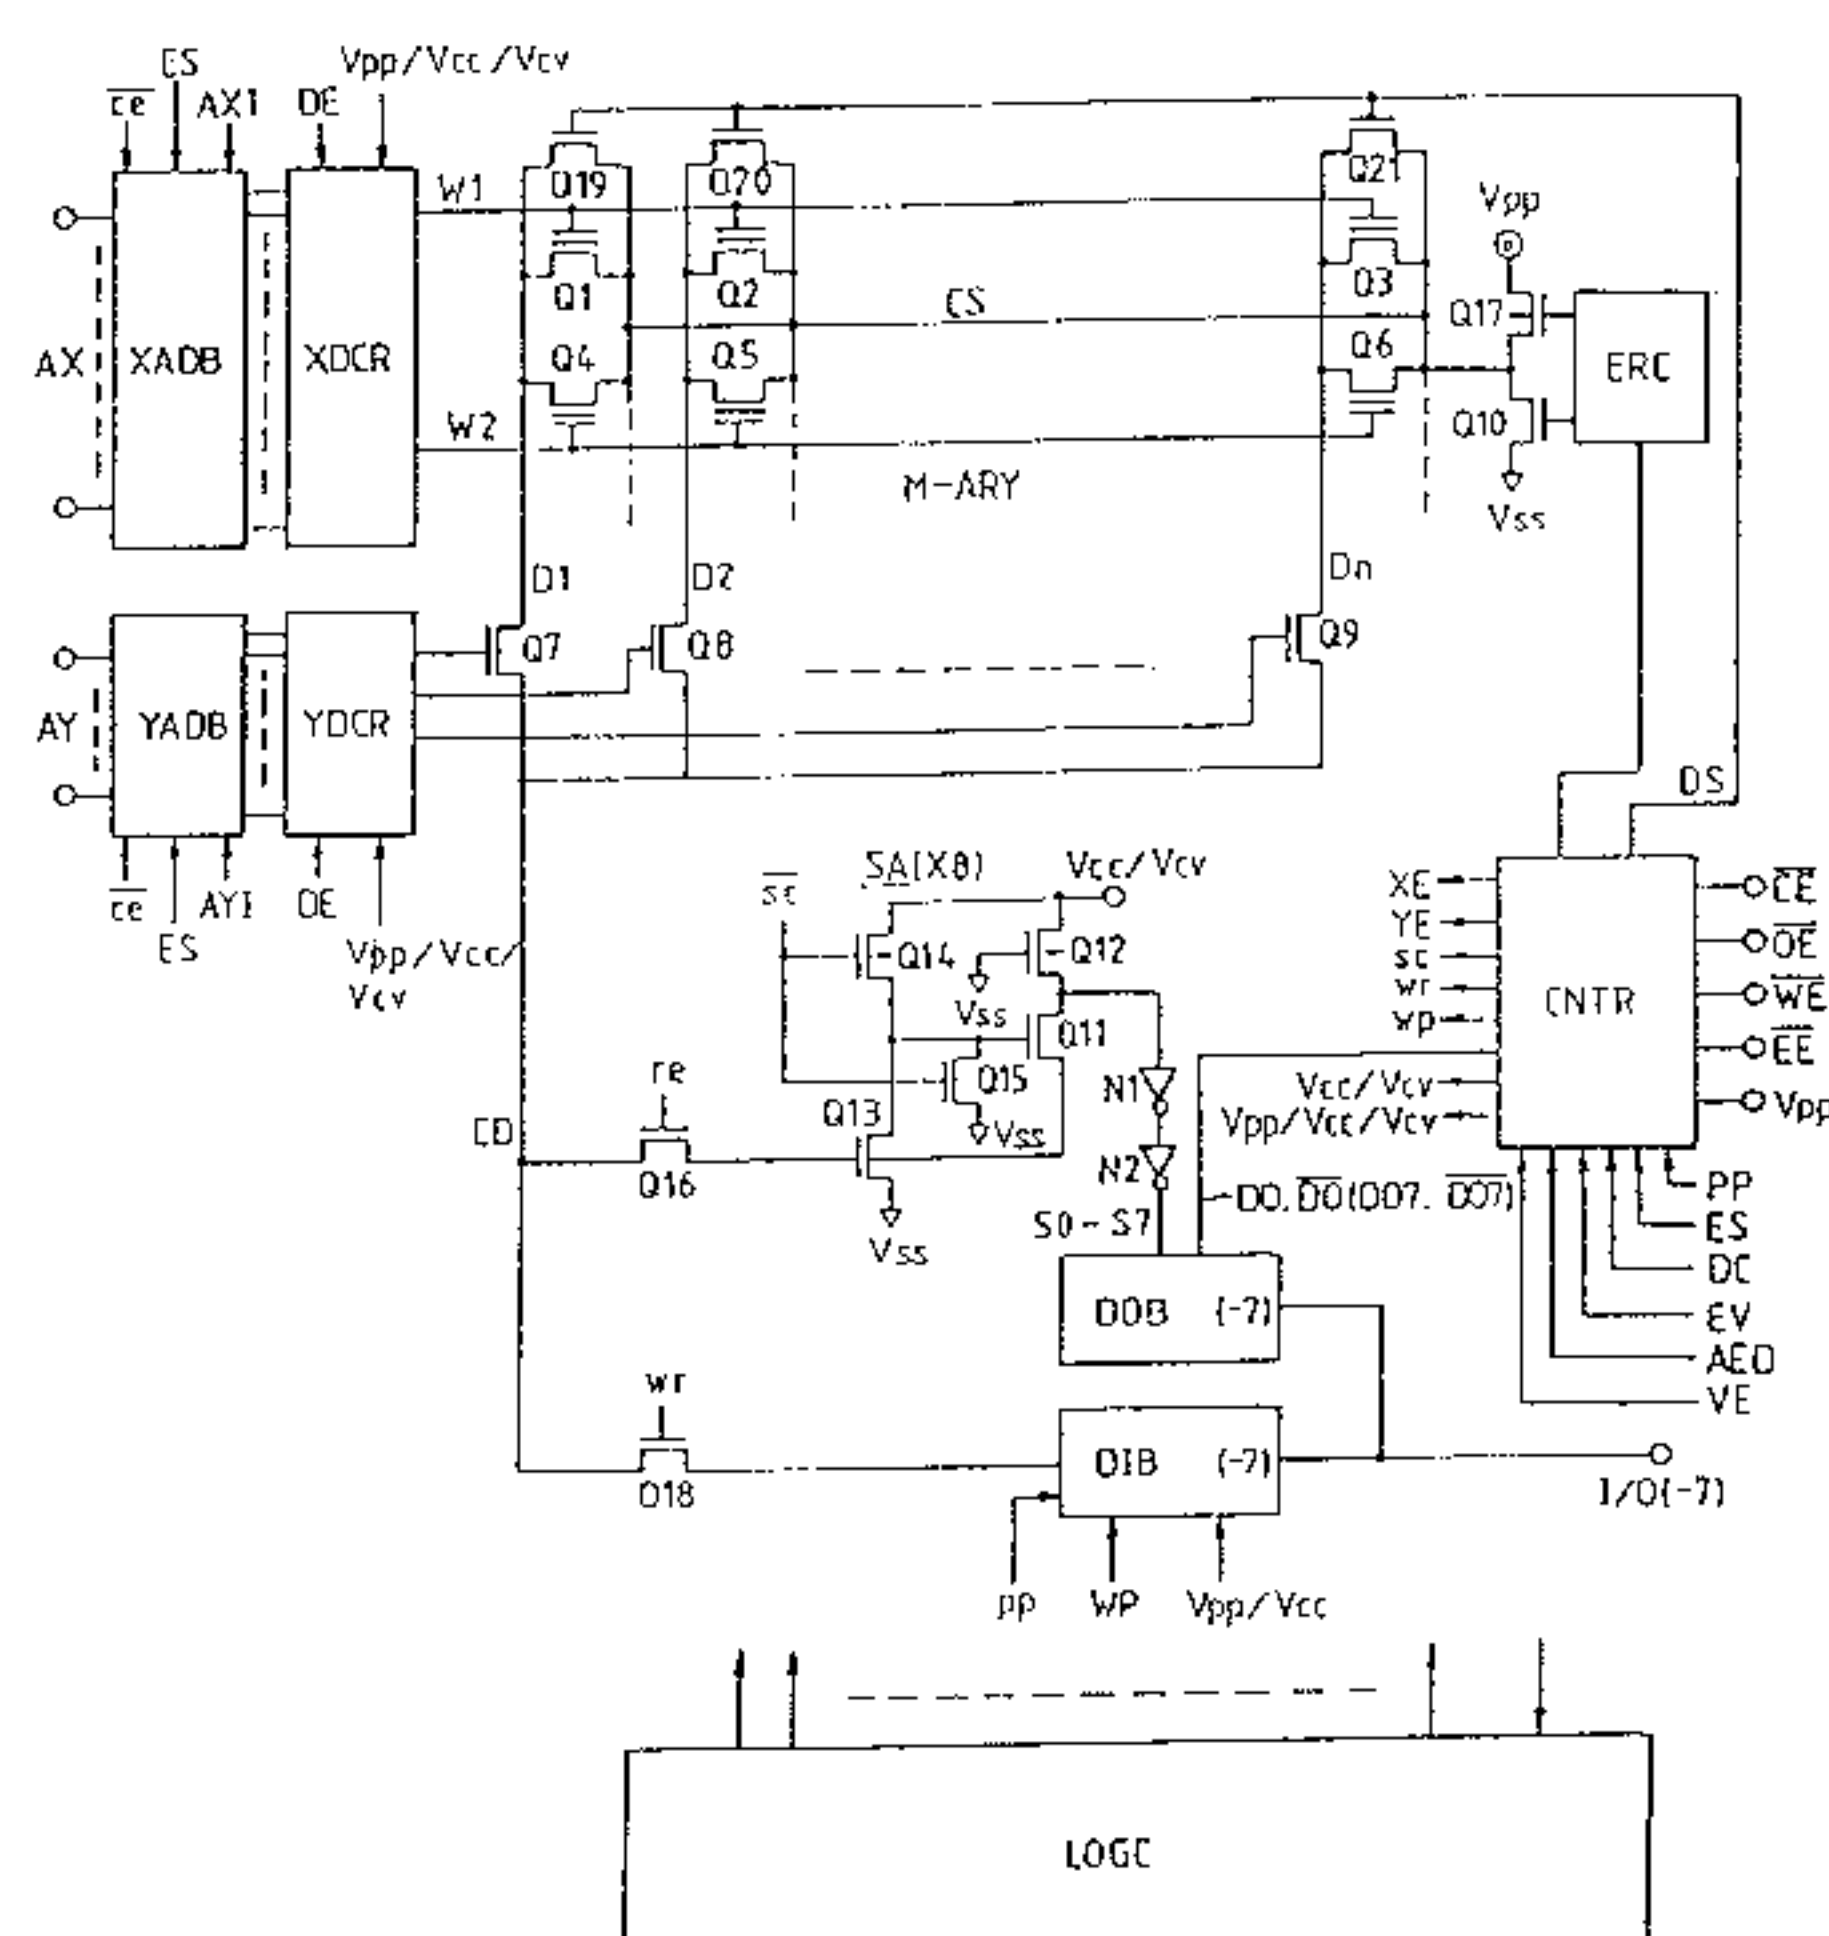 ES
Vpp/Vcc/Vcv
ce
AXI
DE
W1
Q19
Q20
Q21
Vpp
Q1
Q2
Q3
CS
Q17
AX
XADB
XDCR
Q4
Q5
Q6
ERC
W2
Q10
M-ARY
Vss
D1
D2
Dn
Q7
Q8
Q9
AY
YADB
YDCR
DS
ce
AYI
DE
SA(X8)
Vcc/Vcv
ES
Vpp/Vcc/
Vcv
sc
Q14
Q12
XE
CE
YE
OE
sc
Vss
wr
CNTR
WE
Q11
wp
EE
re
Q15
N1
Vcc/Vcv
Vpp
Q13
Vpp/Vcc/Vcv
CD
Vss
N2
Q16
DO, DO(DO7, DO7)
PP
S0-S7
ES
Vss
DC
DOB (-7)
EV
AED
wr
VE
DIB (-7)
Q18
I/O(-7)
pp
WP
Vpp/Vcc
LOGC